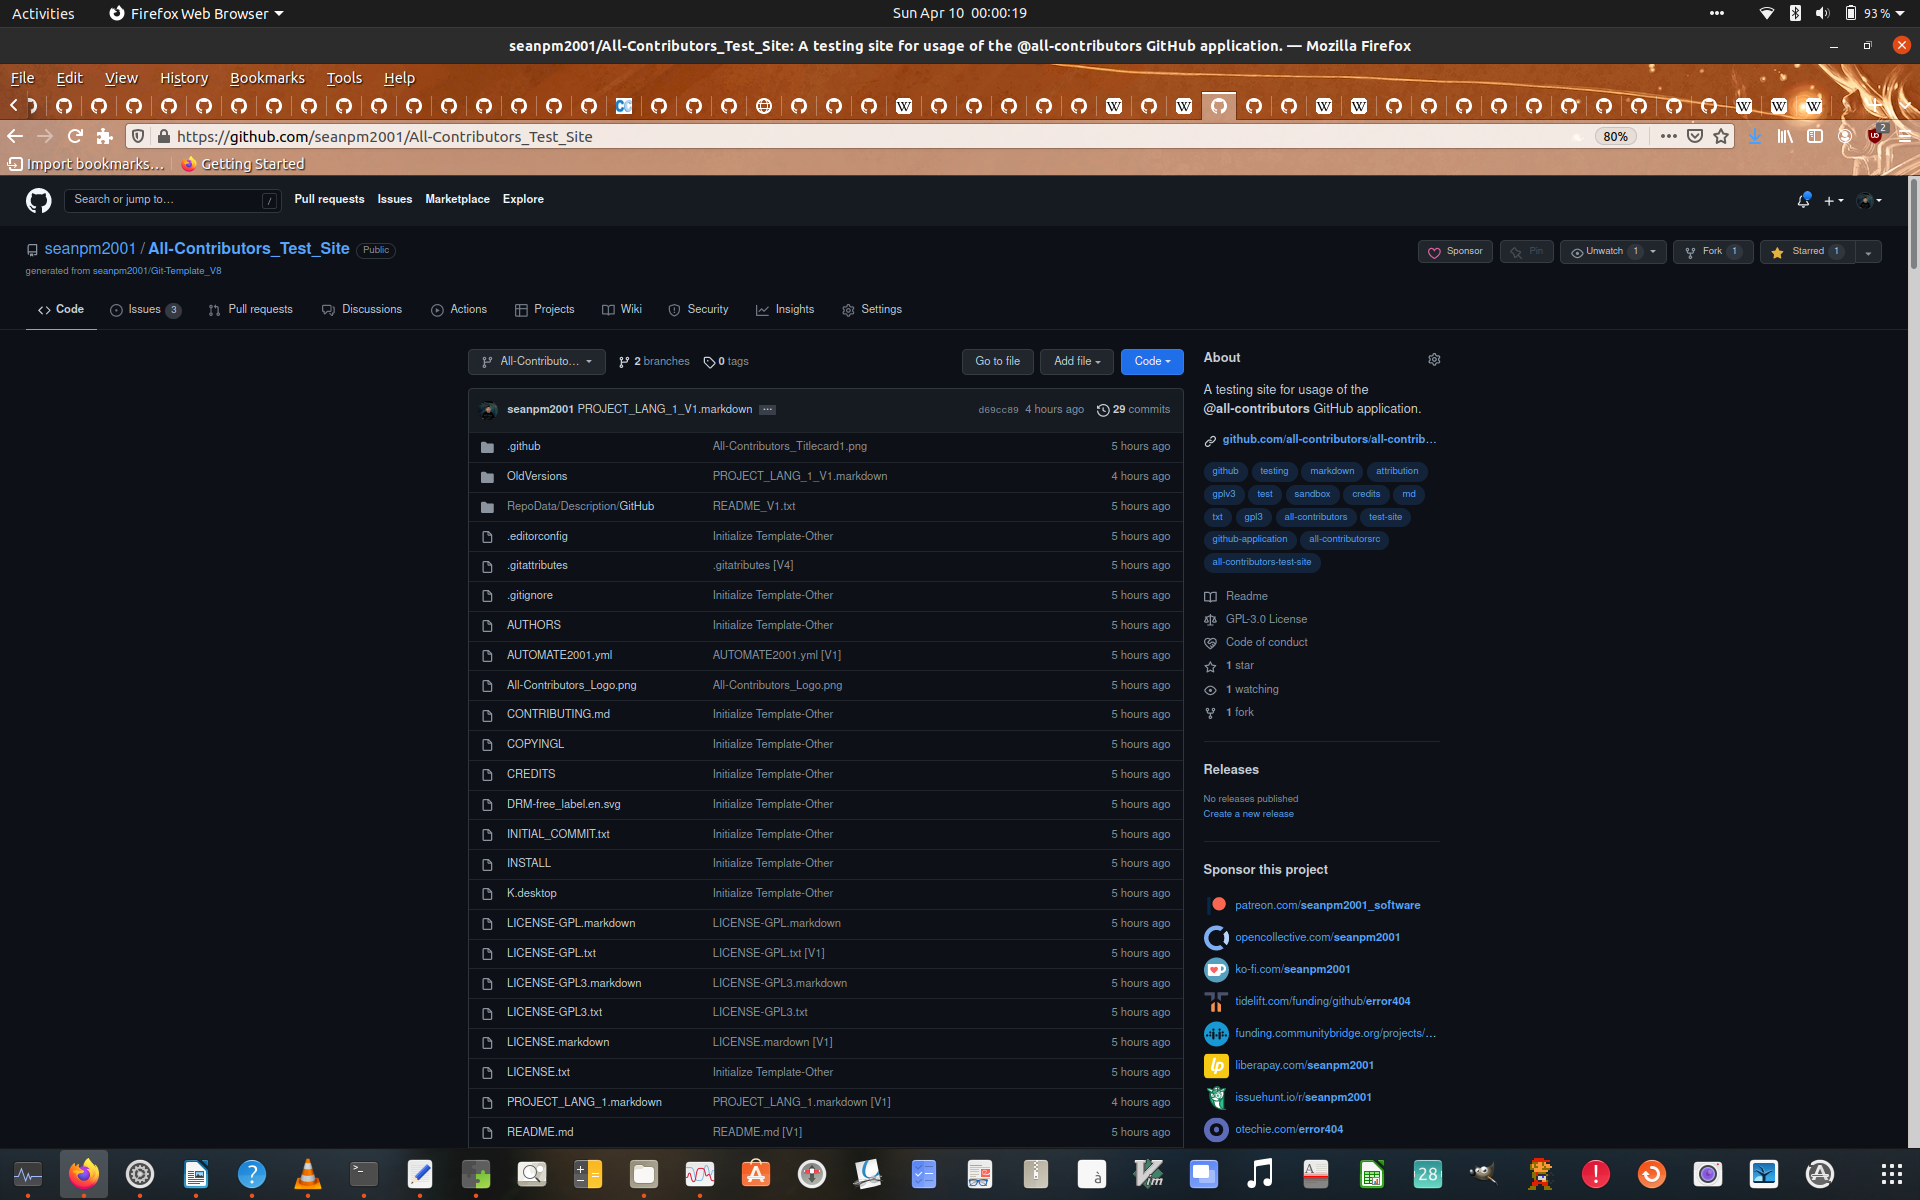 Activities
Firefox Web Browser
Sun Apr 10 00:00:19
93 %
seanpm2001/All-Contributors_Test_Site: A testing site for usage of the @all-contributors GitHub application. — Mozilla Firefox
File Edit View History Bookmarks Tools Help
https://github.com/seanpm2001/All-Contributors_Test_Site
80%
2
Import bookmarks…
Getting Started
Search or jump to…
/
Pull requests Issues Marketplace Explore
seanpm2001 / All-Contributors_Test_Site Public
generated from seanpm2001/Git-Template_V8
Sponsor
Pin
Unwatch 1
Fork 1
Starred 1
Code
Issues 3
Pull requests
Discussions
Actions
Projects
Wiki
Security
Insights
Settings
All-Contributo…
2 branches
0 tags
Go to file
Add file
Code
seanpm2001 PROJECT_LANG_1_V1.markdown … d69cc89 4 hours ago 29 commits
.github All-Contributors_Titlecard1.png 5 hours ago
OldVersions PROJECT_LANG_1_V1.markdown 4 hours ago
RepoData/Description/GitHub README_V1.txt 5 hours ago
.editorconfig Initialize Template-Other 5 hours ago
.gitattributes .gitatributes [V4] 5 hours ago
.gitignore Initialize Template-Other 5 hours ago
AUTHORS Initialize Template-Other 5 hours ago
AUTOMATE2001.yml AUTOMATE2001.yml [V1] 5 hours ago
All-Contributors_Logo.png All-Contributors_Logo.png 5 hours ago
CONTRIBUTING.md Initialize Template-Other 5 hours ago
COPYINGL Initialize Template-Other 5 hours ago
CREDITS Initialize Template-Other 5 hours ago
DRM-free_label.en.svg Initialize Template-Other 5 hours ago
INITIAL_COMMIT.txt Initialize Template-Other 5 hours ago
INSTALL Initialize Template-Other 5 hours ago
K.desktop Initialize Template-Other 5 hours ago
LICENSE-GPL.markdown LICENSE-GPL.markdown 5 hours ago
LICENSE-GPL.txt LICENSE-GPL.txt [V1] 5 hours ago
LICENSE-GPL3.markdown LICENSE-GPL3.markdown 5 hours ago
LICENSE-GPL3.txt LICENSE-GPL3.txt 5 hours ago
LICENSE.markdown LICENSE.mardown [V1] 5 hours ago
LICENSE.txt Initialize Template-Other 5 hours ago
PROJECT_LANG_1.markdown PROJECT_LANG_1.markdown [V1] 4 hours ago
README.md README.md [V1] 5 hours ago
About
A testing site for usage of the
@all-contributors GitHub application.
github.com/all-contributors/all-contrib…
github testing markdown attribution
gplv3 test sandbox credits md
txt gpl3 all-contributors test-site
github-application all-contributorsrc
all-contributors-test-site
Readme
GPL-3.0 License
Code of conduct
1 star
1 watching
1 fork
Releases
No releases published
Create a new release
Sponsor this project
patreon.com/seanpm2001_software
opencollective.com/seanpm2001
ko-fi.com/seanpm2001
tidelift.com/funding/github/error404
funding.communitybridge.org/projects/…
lp
liberapay.com/seanpm2001
issuehunt.io/r/seanpm2001
otechie.com/error404
28